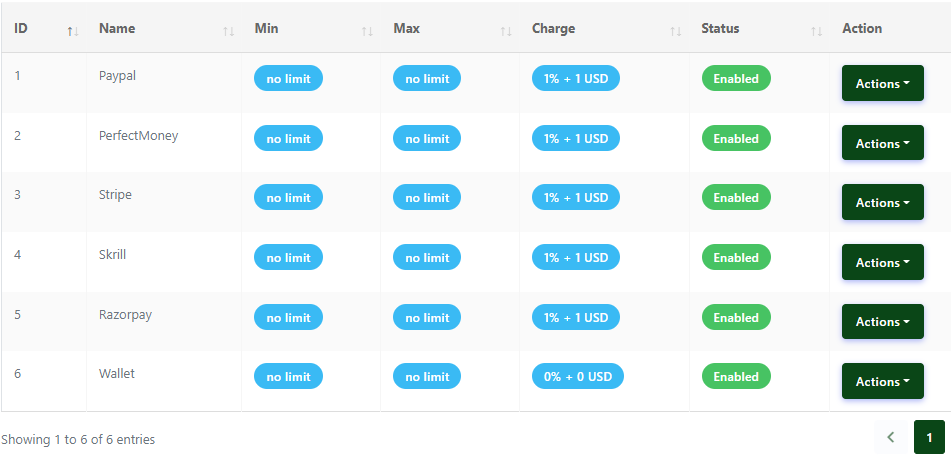 ID Name Min Max Charge Status Action
1 Paypal no limit no limit 1% + 1 USD Enabled Actions
2 PerfectMoney no limit no limit 1% + 1 USD Enabled Actions
3 Stripe no limit no limit 1% + 1 USD Enabled Actions
4 Skrill no limit no limit 1% + 1 USD Enabled Actions
5 Razorpay no limit no limit 1% + 1 USD Enabled Actions
6 Wallet no limit no limit 0% + 0 USD Enabled Actions
Showing 1 to 6 of 6 entries 1